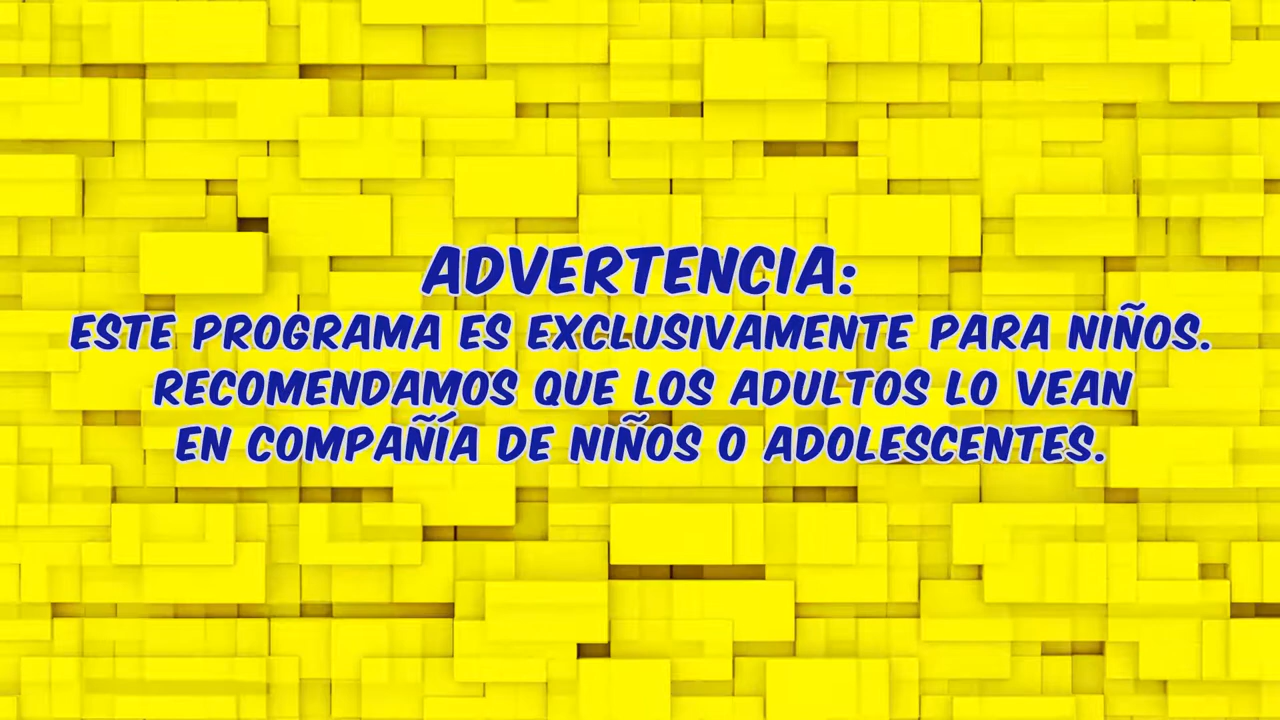 ADVERTENCIA:
ESTE PROGRAMA ES EXCLUSIVAMENTE PARA NIÑOS.
RECOMENDAMOS QUE LOS ADULTOS LO VEAN
EN COMPAÑÍA DE NIÑOS O ADOLESCENTES.